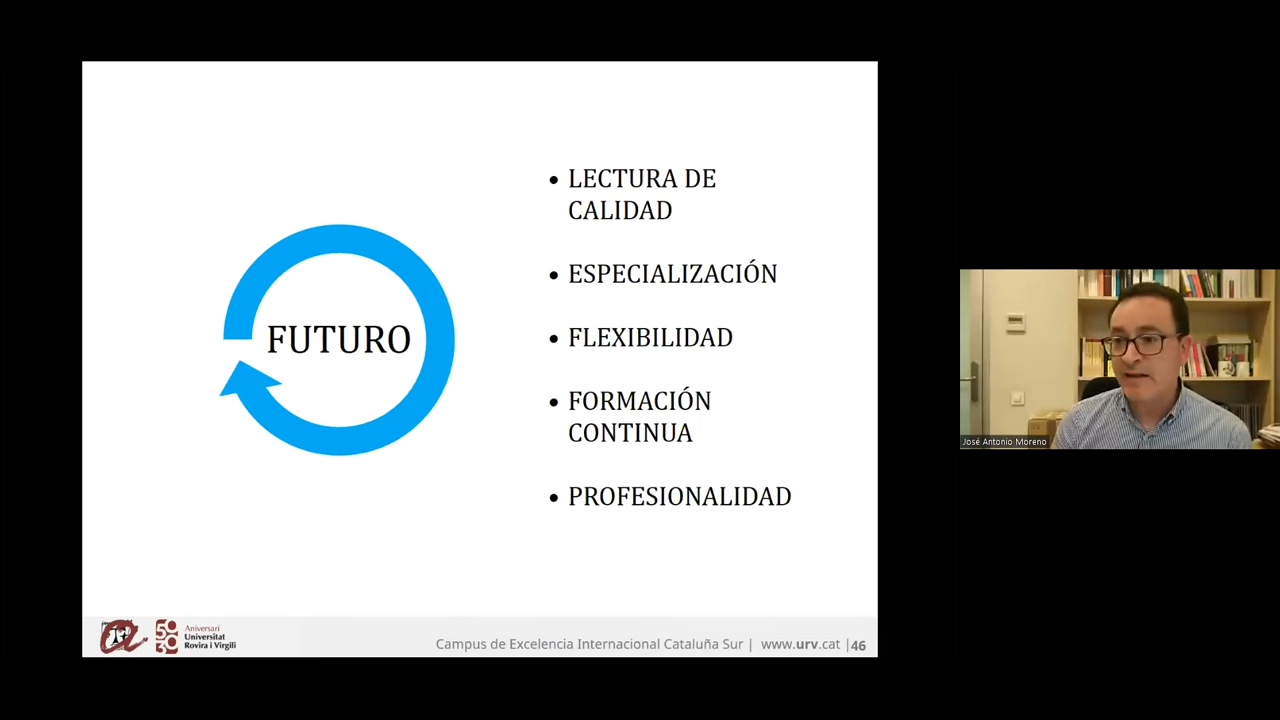 • LECTURA DE
CALIDAD
• ESPECIALIZACIÓN
FUTURO
• FLEXIBILIDAD
• FORMACIÓN
CONTINUA
• PROFESIONALIDAD
José Antonio Moreno
Aniversari
Universitat
Rovira i Virgili
Campus de Excelencia Internacional Cataluña Sur | www.urv.cat |46